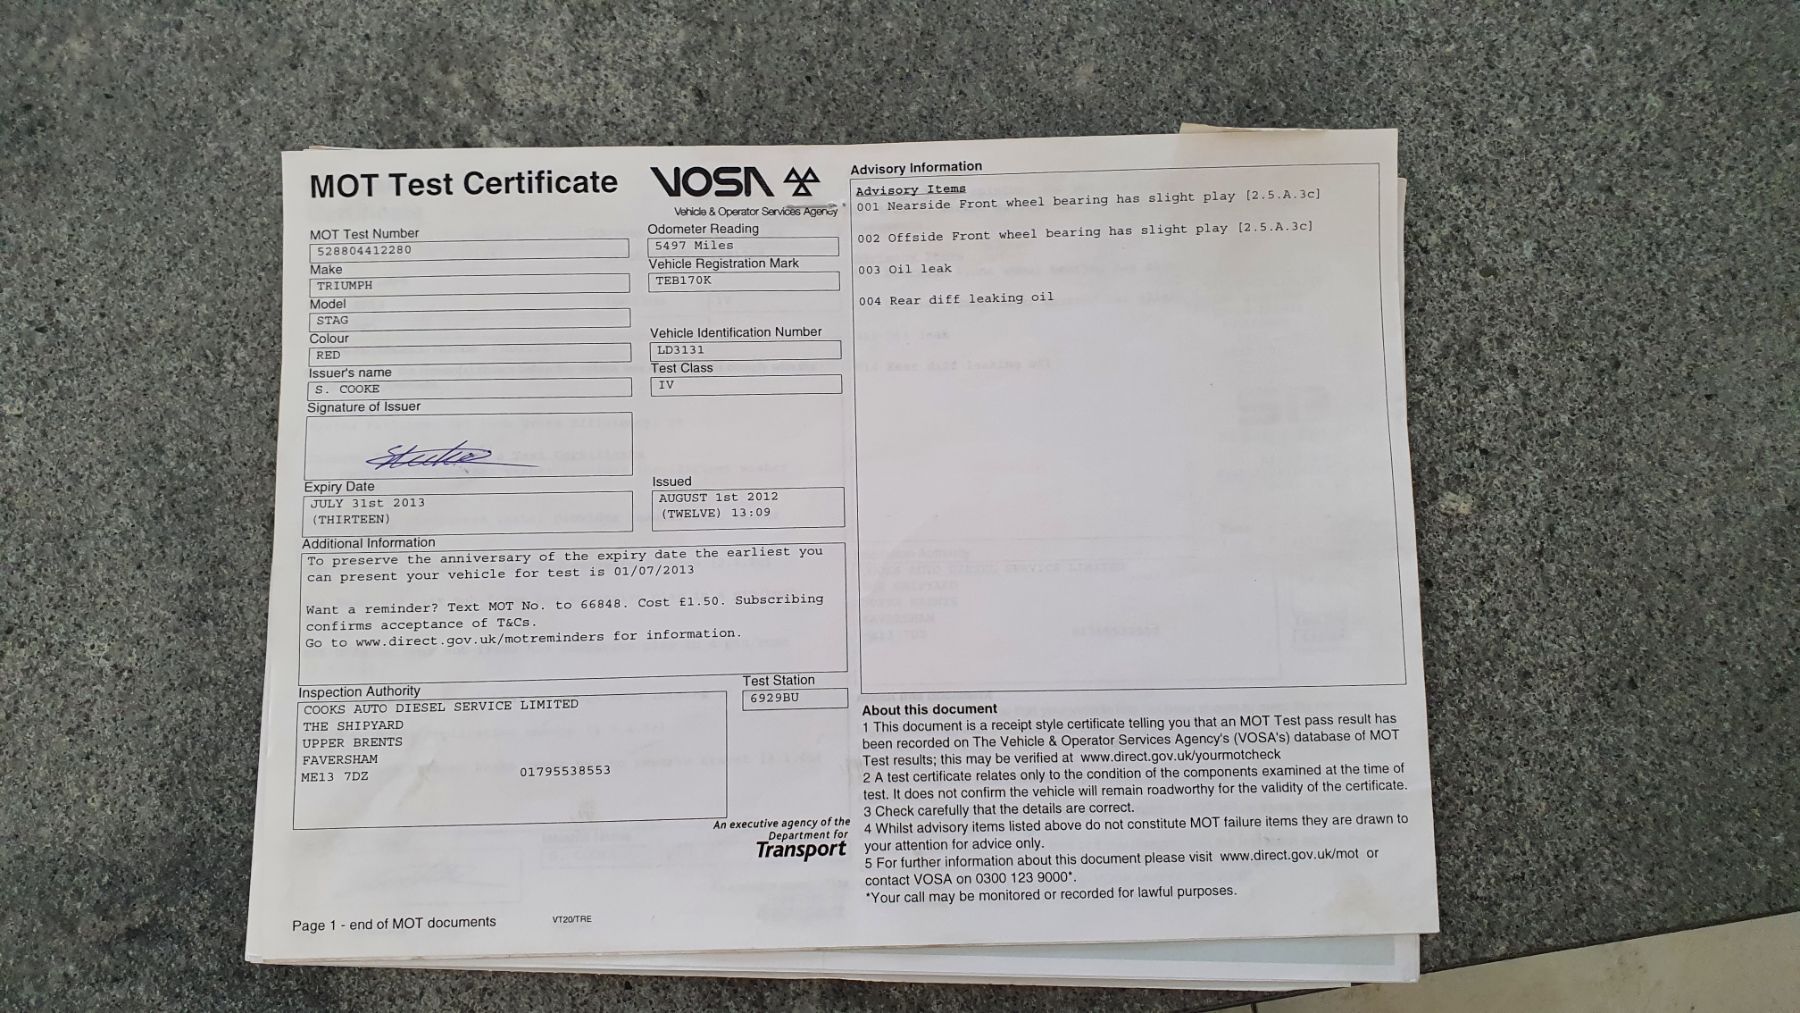 MOT Test Certificate
VOSA
Vehicle & Operator Services Agency
MOT Test Number
528804412280
Make
TRIUMPH
Model
STAG
Colour
RED
Issuer's name
S. COOKE
Signature of Issuer
Odometer Reading
5497 Miles
Vehicle Registration Mark
TEB170K
Vehicle Identification Number
LD3131
Test Class
IV
Expiry Date
JULY 31st 2013
(THIRTEEN)
Issued
AUGUST 1st 2012
(TWELVE) 13:09
Additional Information
To preserve the anniversary of the expiry date the earliest you
can present your vehicle for test is 01/07/2013
Want a reminder? Text MOT No. to 66848. Cost £1.50. Subscribing
confirms acceptance of T&Cs.
Go to www.direct.gov.uk/motreminders for information.
Inspection Authority
COOKS AUTO DIESEL SERVICE LIMITED
THE SHIPYARD
UPPER BRENTS
FAVERSHAM
ME13 7DZ 01795538553
Test Station
6929BU
An executive agency of the
Department for
Transport
Page 1 - end of MOT documents
VT20/TRE
Advisory Information
Advisory Items
001 Nearside Front wheel bearing has slight play [2.5.A.3c]
002 Offside Front wheel bearing has slight play [2.5.A.3c]
003 Oil leak
004 Rear diff leaking oil
About this document
1 This document is a receipt style certificate telling you that an MOT Test pass result has
been recorded on The Vehicle & Operator Services Agency's (VOSA's) database of MOT
Test results; this may be verified at www.direct.gov.uk/yourmotcheck
2 A test certificate relates only to the condition of the components examined at the time of
test. It does not confirm the vehicle will remain roadworthy for the validity of the certificate.
3 Check carefully that the details are correct.
4 Whilst advisory items listed above do not constitute MOT failure items they are drawn to
your attention for advice only.
5 For further information about this document please visit www.direct.gov.uk/mot or
contact VOSA on 0300 123 9000*.
*Your call may be monitored or recorded for lawful purposes.